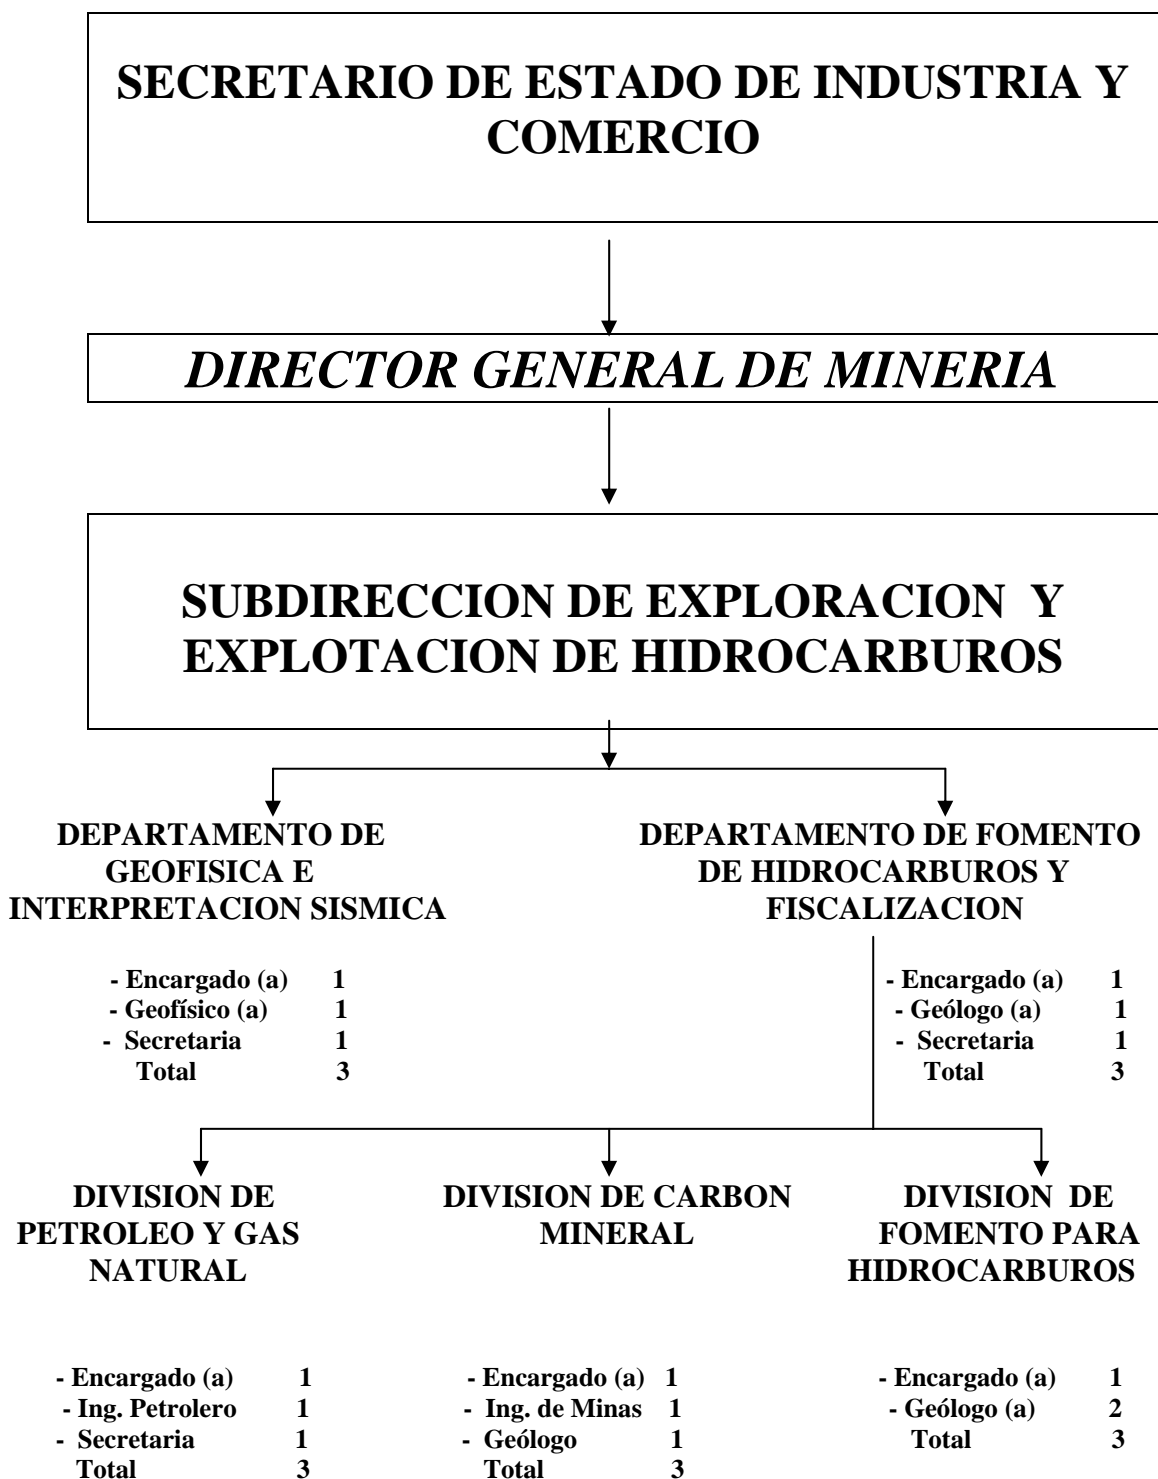 SECRETARIO DE ESTADO DE INDUSTRIA Y
COMERCIO
DIRECTOR GENERAL DE MINERIA
SUBDIRECCION DE EXPLORACION Y
EXPLOTACION DE HIDROCARBUROS
DEPARTAMENTO DE
GEOFISICA E
INTERPRETACION SISMICA
- Encargado (a) 1
- Geofísico (a) 1
- Secretaria 1
Total 3
DEPARTAMENTO DE FOMENTO
DE HIDROCARBUROS Y
FISCALIZACION
- Encargado (a) 1
- Geólogo (a) 1
- Secretaria 1
Total 3
DIVISION DE
PETROLEO Y GAS
NATURAL
- Encargado (a) 1
- Ing. Petrolero 1
- Secretaria 1
Total 3
DIVISION DE CARBON
MINERAL
- Encargado (a) 1
- Ing. de Minas 1
- Geólogo 1
Total 3
DIVISION DE
FOMENTO PARA
HIDROCARBUROS
- Encargado (a) 1
- Geólogo (a) 2
Total 3